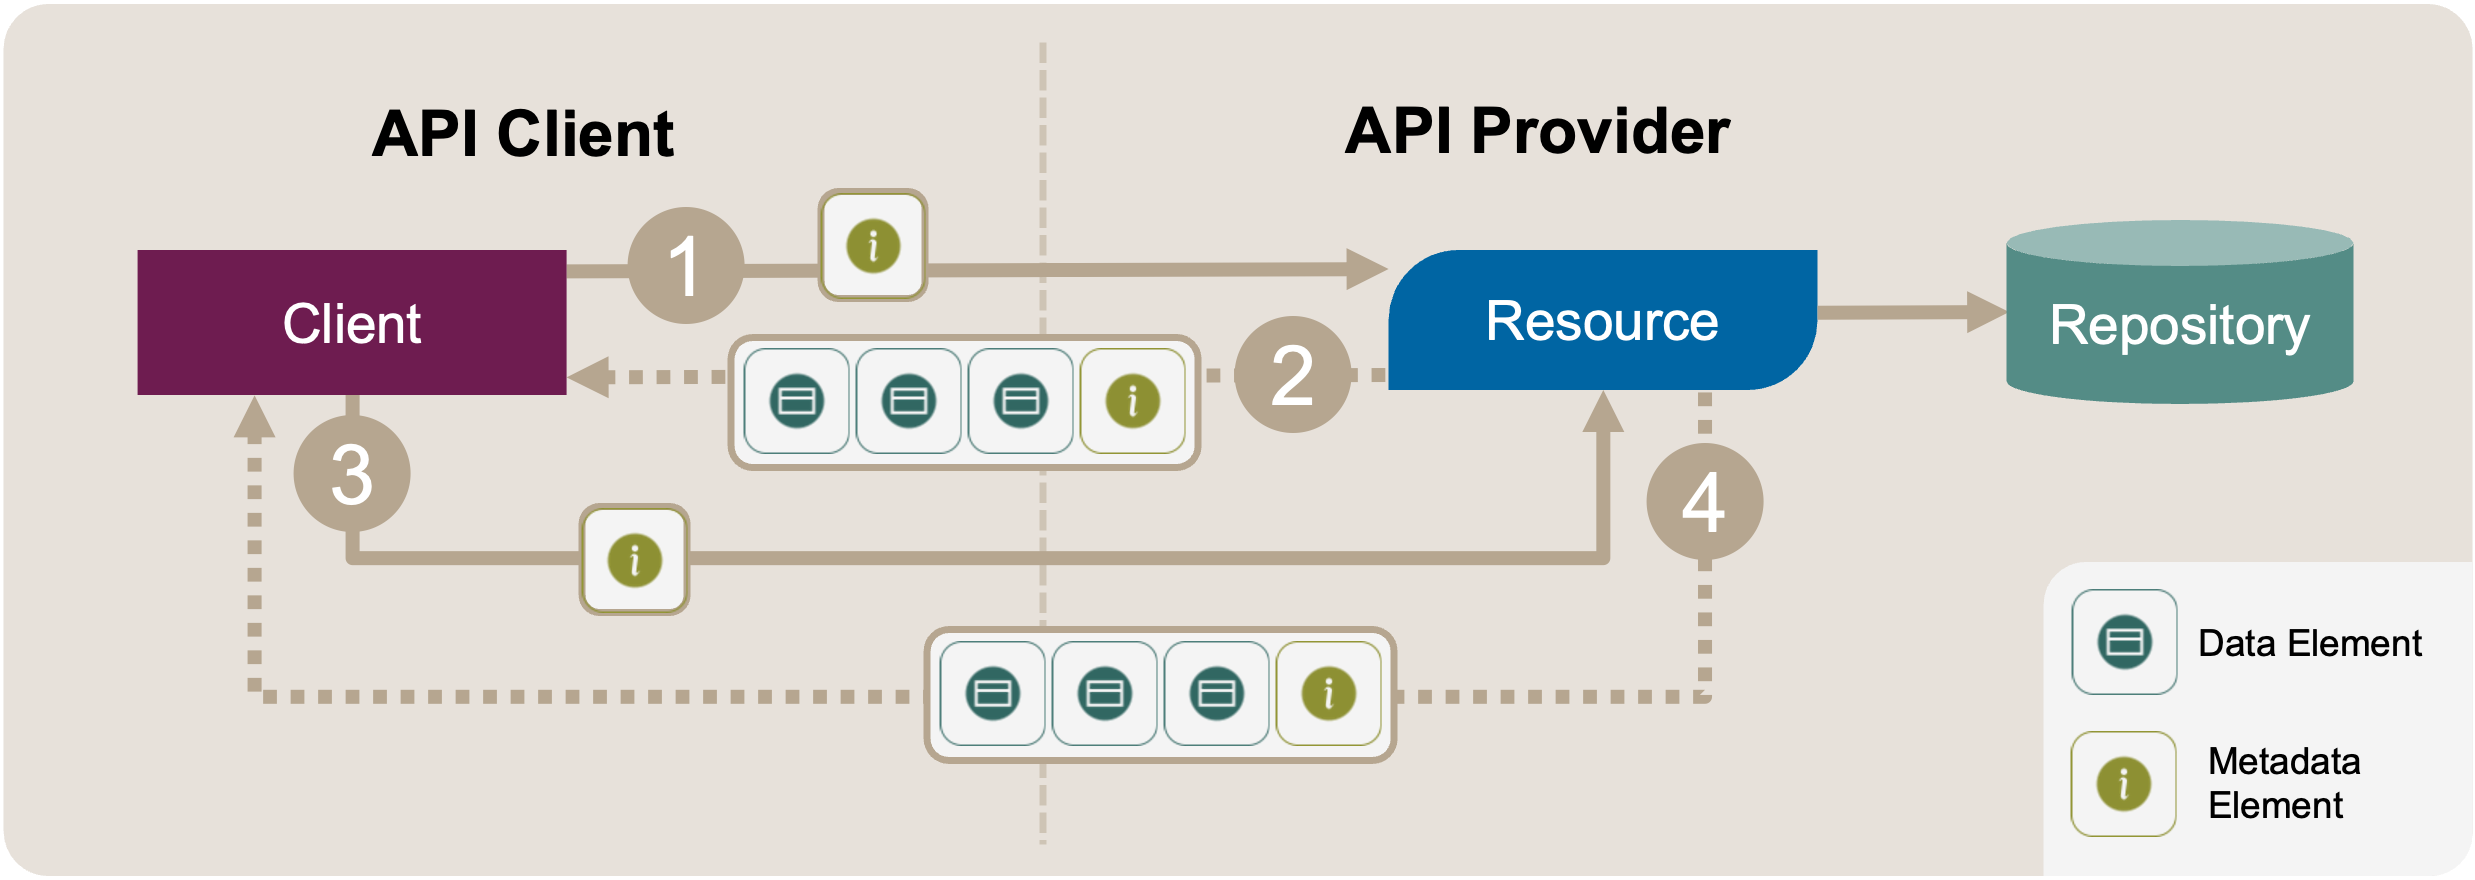 API Client
API Provider
1
i
Client
Resource
Repository
i
2
3
i
4
i
Data Element
i
Metadata
Element